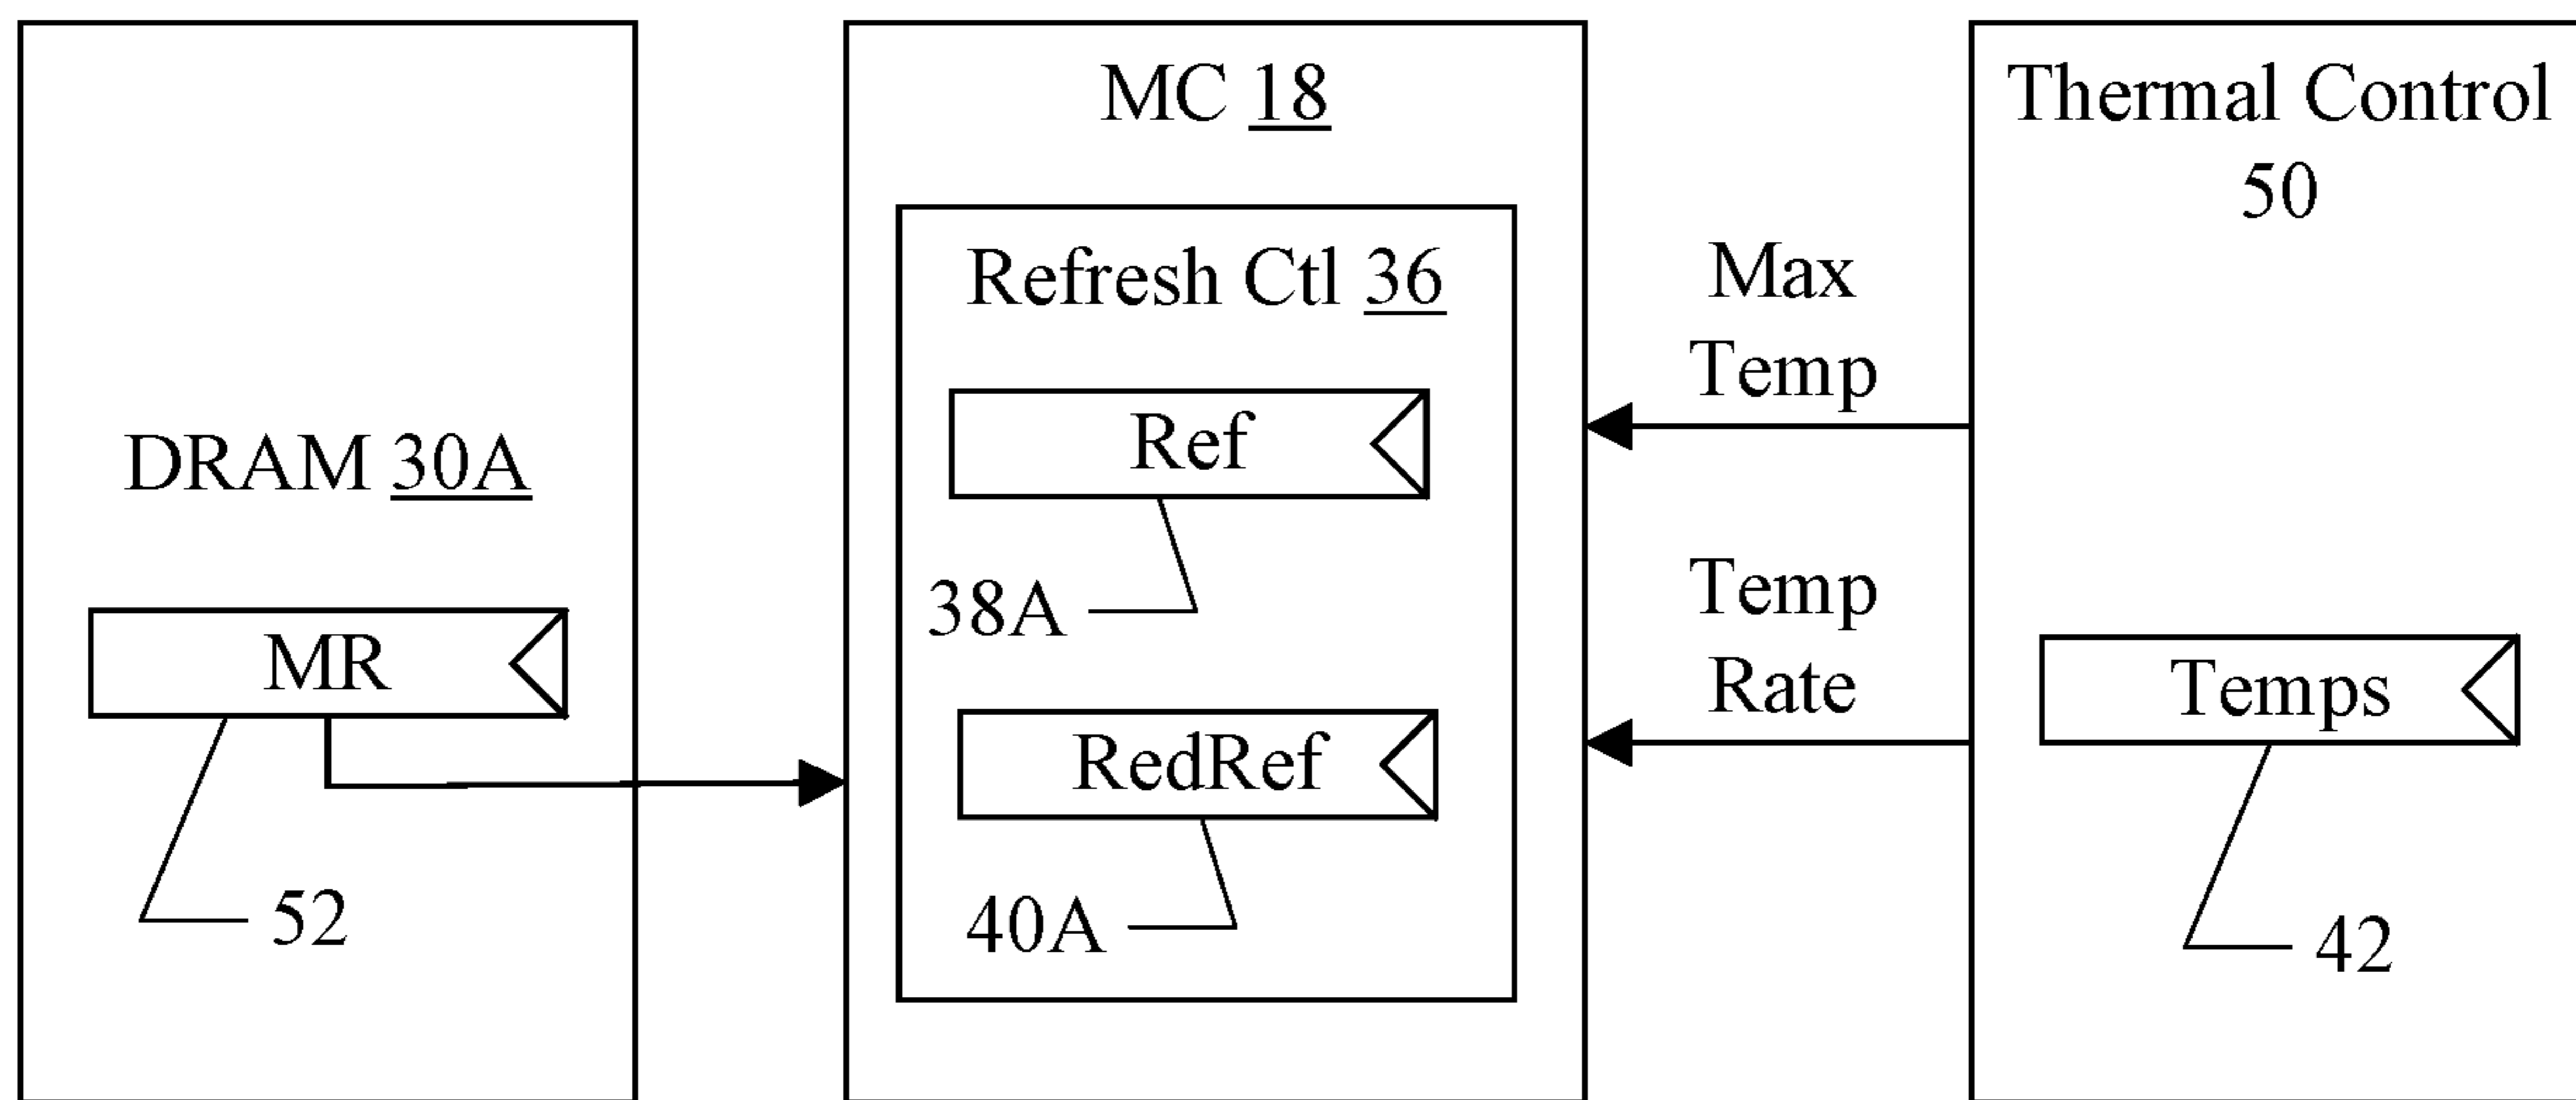 DRAM 30A
MR
52
MC 18
Refresh Ctl 36
Ref
38A
RedRef
40A
Max
Temp
Temp
Rate
Thermal Control
50
Temps
42